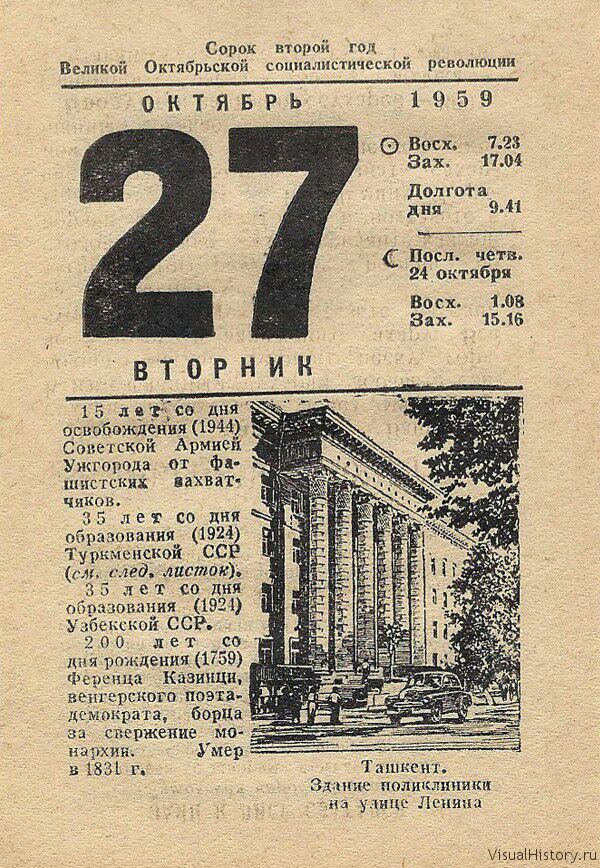 Сорок второй год
Великой Октябрьской социалистической революции
ОКТЯБРЬ 1959
27
ВТОРНИК
Восх. 7.23
Зах. 17.04
Долгота
дня 9.41
Посл. четв.
24 октября
Восх. 1.08
Зах. 15.16
15 лет со дня
освобождения (1944)
Советской Армией
Ужгорода от фа-
шистских захват-
чиков.
35 лет со дня
образования (1924)
Туркменской ССР
(см. след. листок).
35 лет со дня
образования (1924)
Узбекской ССР.
200 лет со
дня рождения (1759)
Ференца Казинци,
венгерского поэта-
демократа, борца
за свержение мо-
нархии. Умер
в 1831 г.
Ташкент.
Здание поликлиники
на улице Ленина
VisualHistory.ru